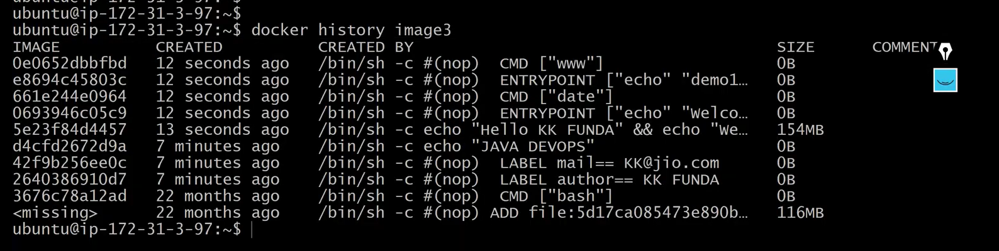 ubuntu@ip-172-31-3-97:~$
ubuntu@ip-172-31-3-97:~$ docker history image3
IMAGE CREATED CREATED BY SIZE COMMENT
0e0652dbbfbd 12 seconds ago /bin/sh -c #(nop) CMD ["www"] 0B
e8694c45803c 12 seconds ago /bin/sh -c #(nop) ENTRYPOINT ["echo" "demo1… 0B
661e244e0964 12 seconds ago /bin/sh -c #(nop) CMD ["date"] 0B
0693946c05c9 12 seconds ago /bin/sh -c #(nop) ENTRYPOINT ["echo" "Welco… 0B
5e23f84d4457 13 seconds ago /bin/sh -c echo "Hello KK FUNDA" && echo "We… 154MB
d4cfd2672d9a 7 minutes ago /bin/sh -c echo "JAVA DEVOPS" 0B
42f9b256ee0c 7 minutes ago /bin/sh -c #(nop) LABEL mail== KK@jio.com 0B
2640386910d7 7 minutes ago /bin/sh -c #(nop) LABEL author== KK FUNDA 0B
3676c78a12ad 22 months ago /bin/sh -c #(nop) CMD ["bash"] 0B
<missing> 22 months ago /bin/sh -c #(nop) ADD file:5d17ca085473e890b… 116MB
ubuntu@ip-172-31-3-97:~$